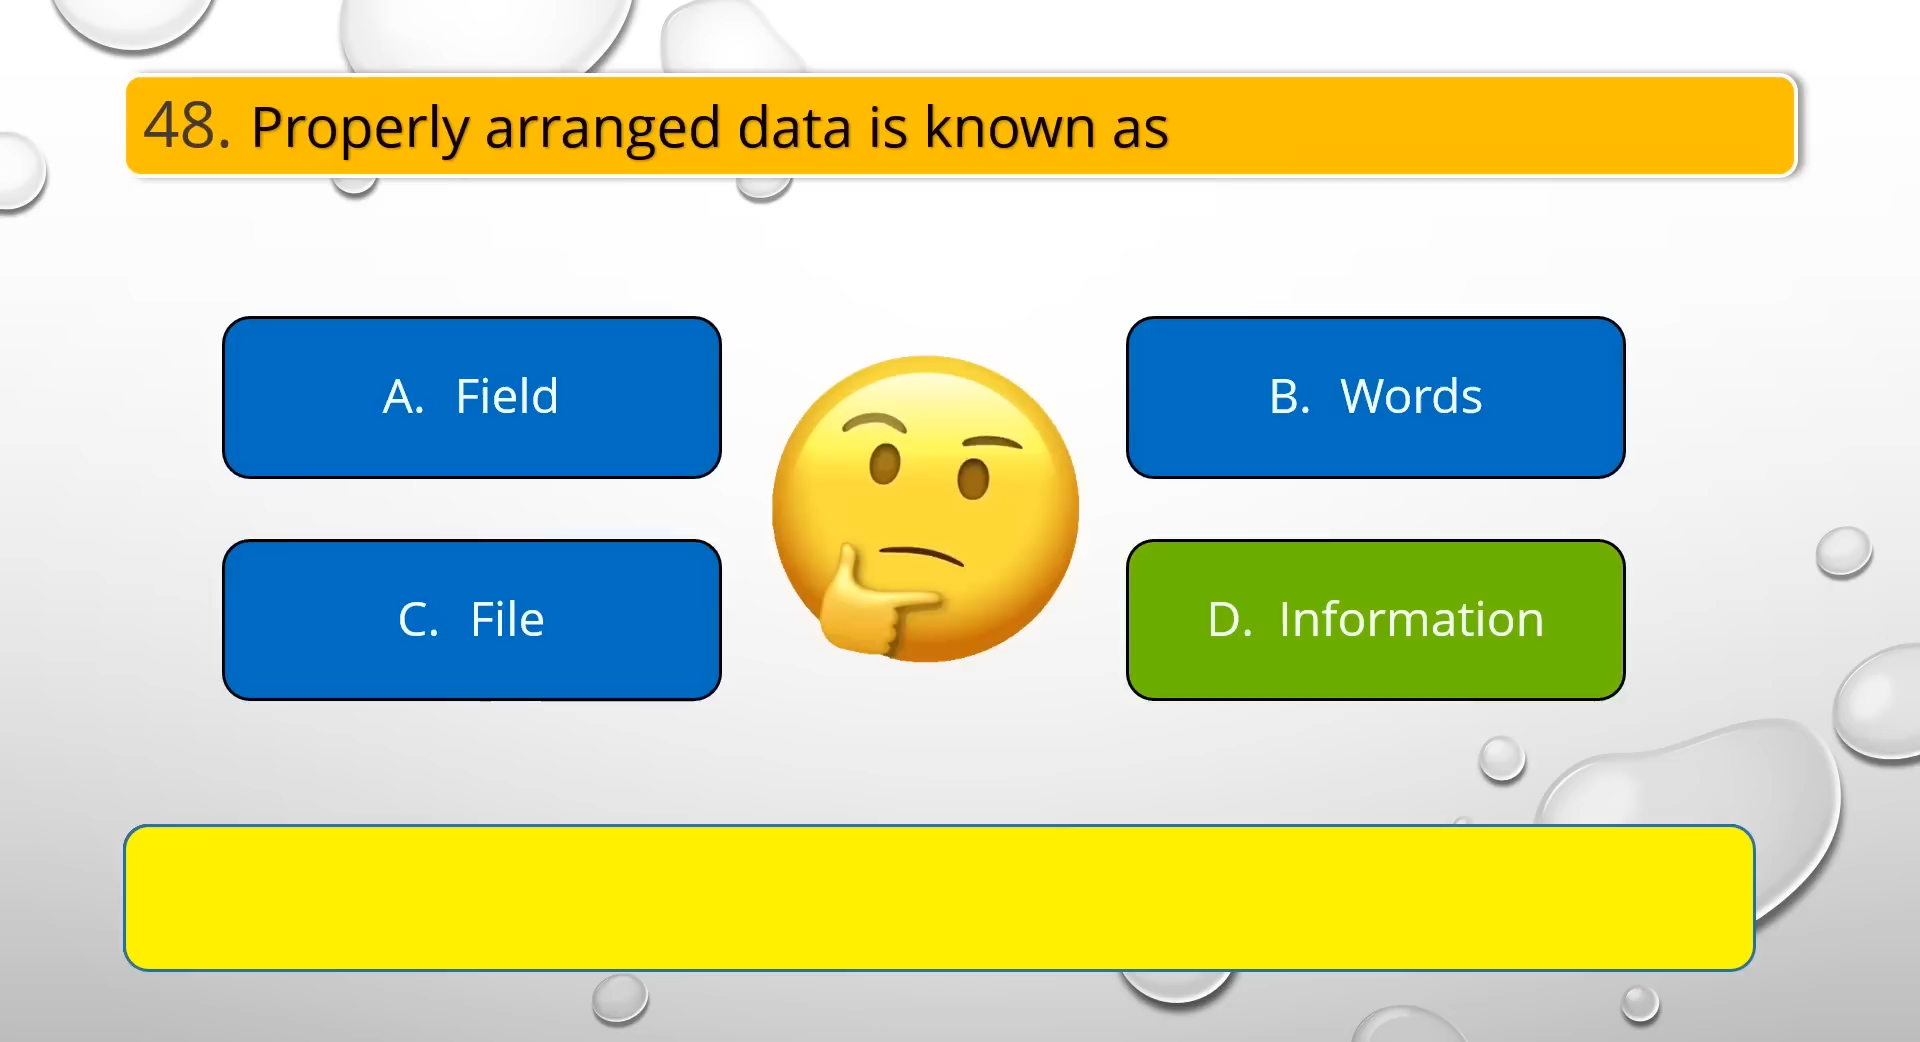 48. Properly arranged data is known as
A. Field
B. Words
C. File
D. Information